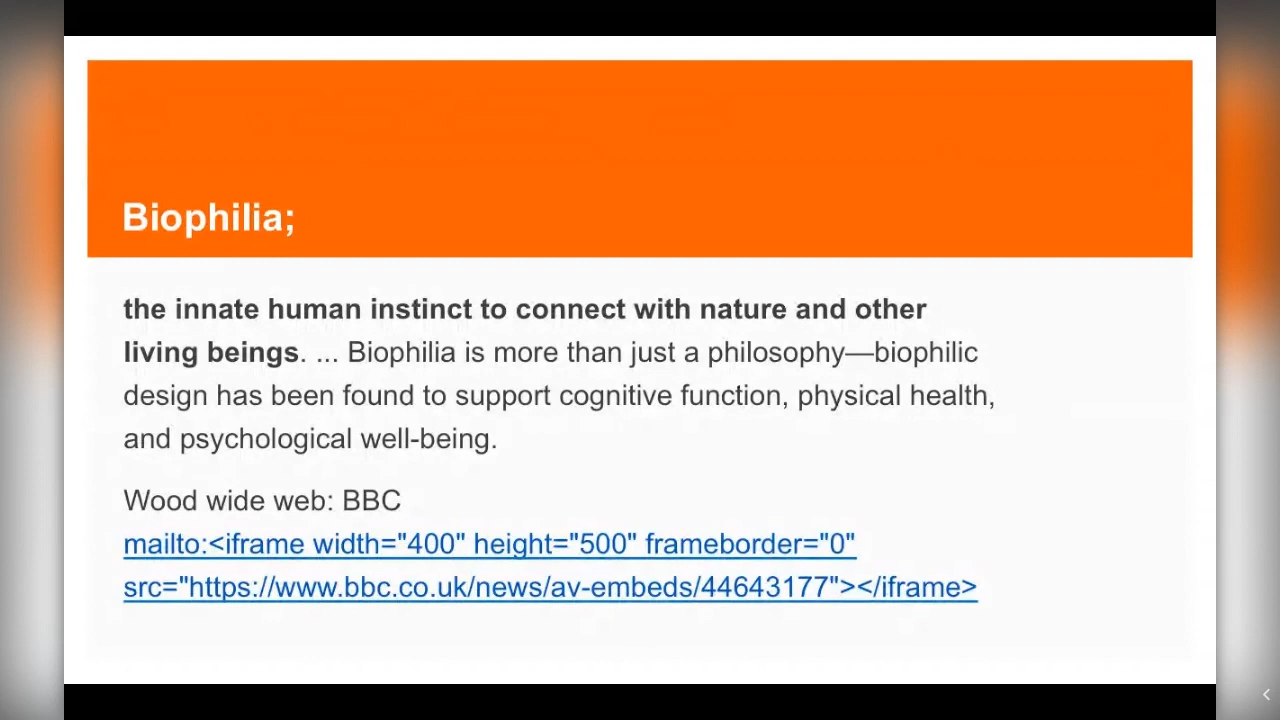 Biophilia;
the innate human instinct to connect with nature and other
living beings. ... Biophilia is more than just a philosophy—biophilic
design has been found to support cognitive function, physical health,
and psychological well-being.
Wood wide web: BBC
mailto:<iframe width="400" height="500" frameborder="0"
src="https://www.bbc.co.uk/news/av-embeds/44643177"></iframe>